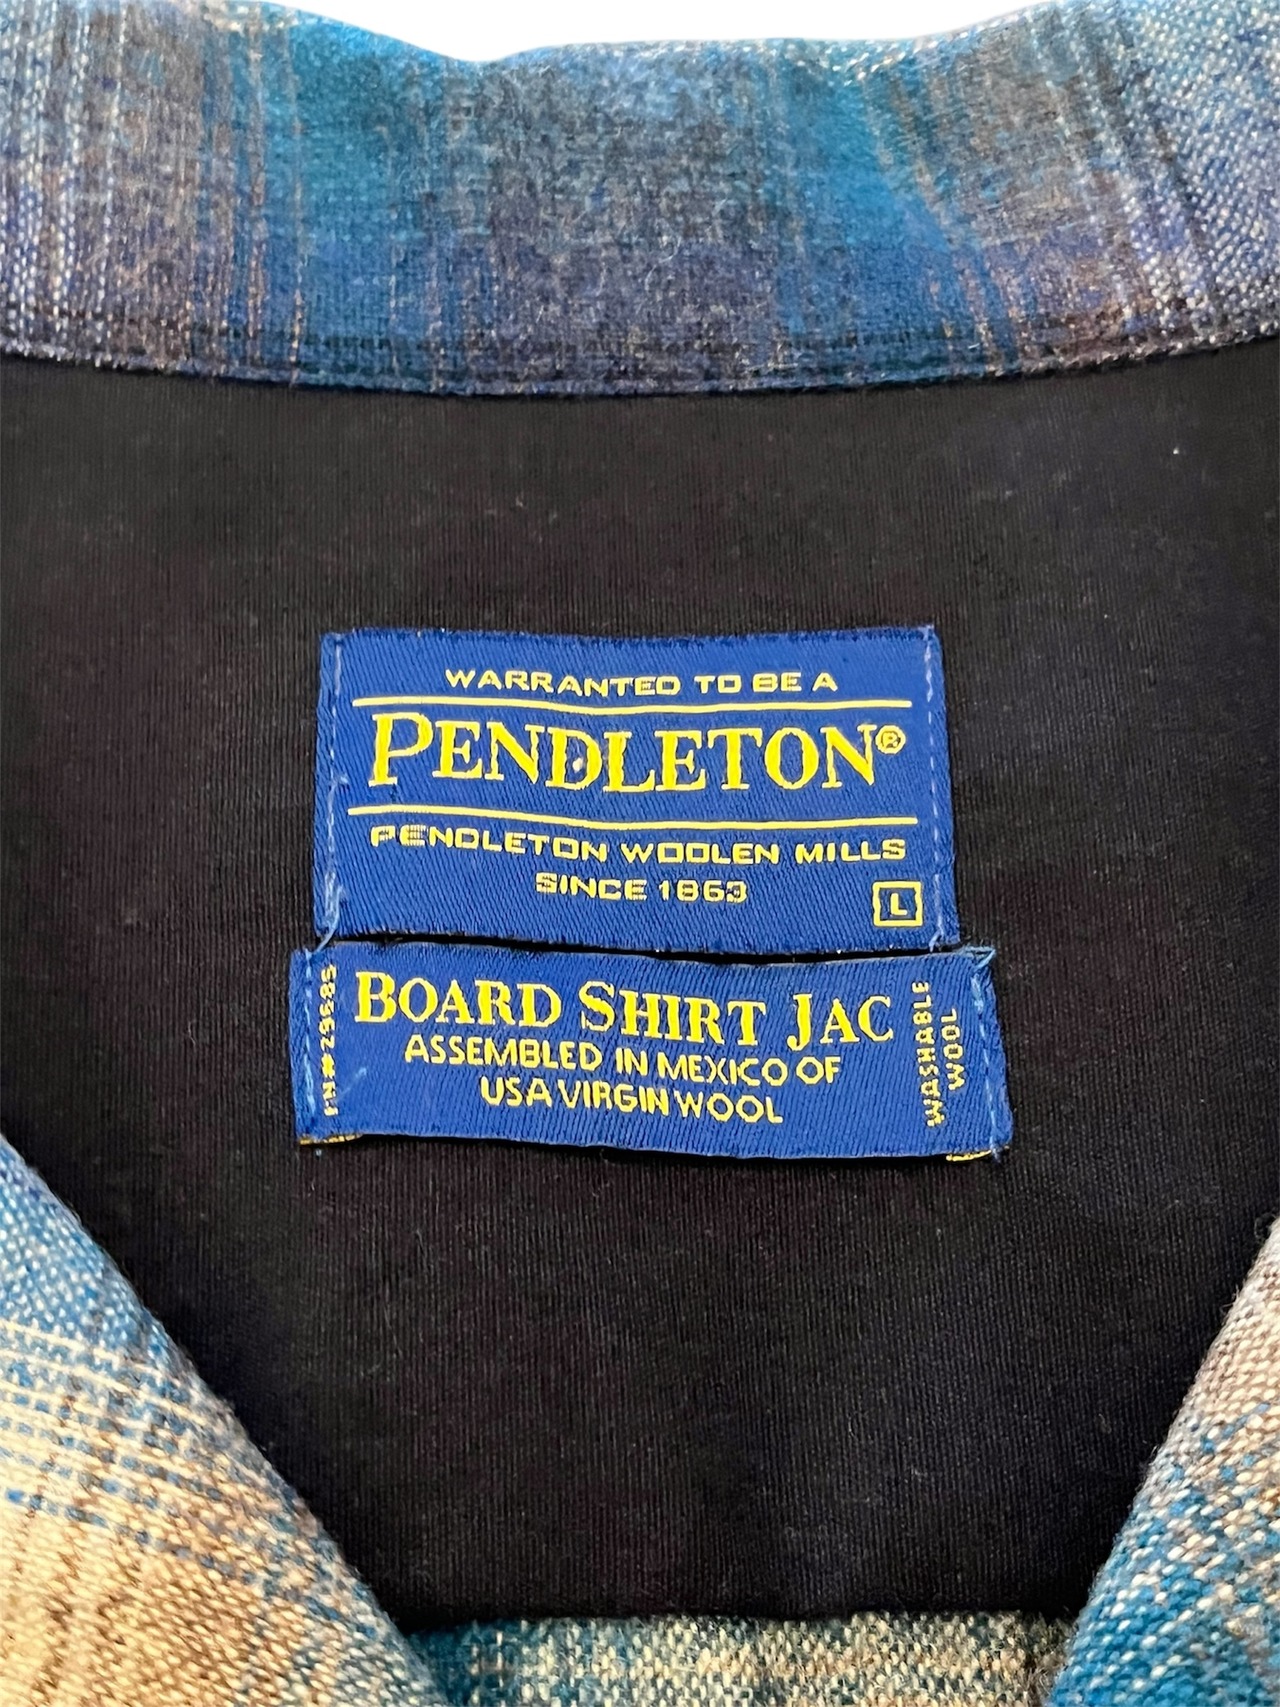 WARRANTED TO BE A
PENDLETON®
PENDLETON WOOLEN MILLS
SINCE 1863
L
BOARD SHIRT JAC
ASSEMBLED IN MEXICO OF
USA VIRGIN WOOL
WASHABLE
WOOL